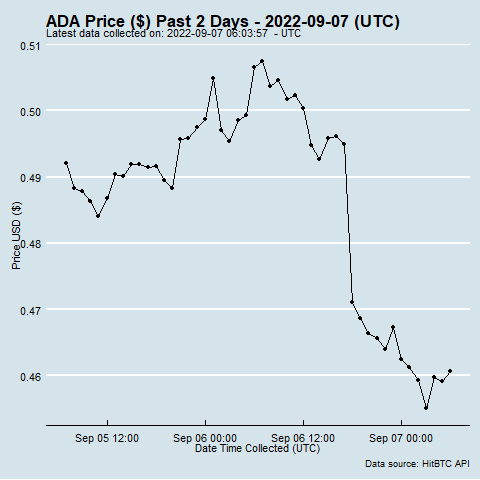 ADA Price ($) Past 2 Days - 2022-09-07 (UTC)
Latest data collected on: 2022-09-07 06:03:57 - UTC
0.51
0.50
0.49
0.48
0.47
0.46
Price USD ($)
Sep 05 12:00 Sep 06 00:00 Sep 06 12:00 Sep 07 00:00
Date Time Collected (UTC)
Data source: HitBTC API